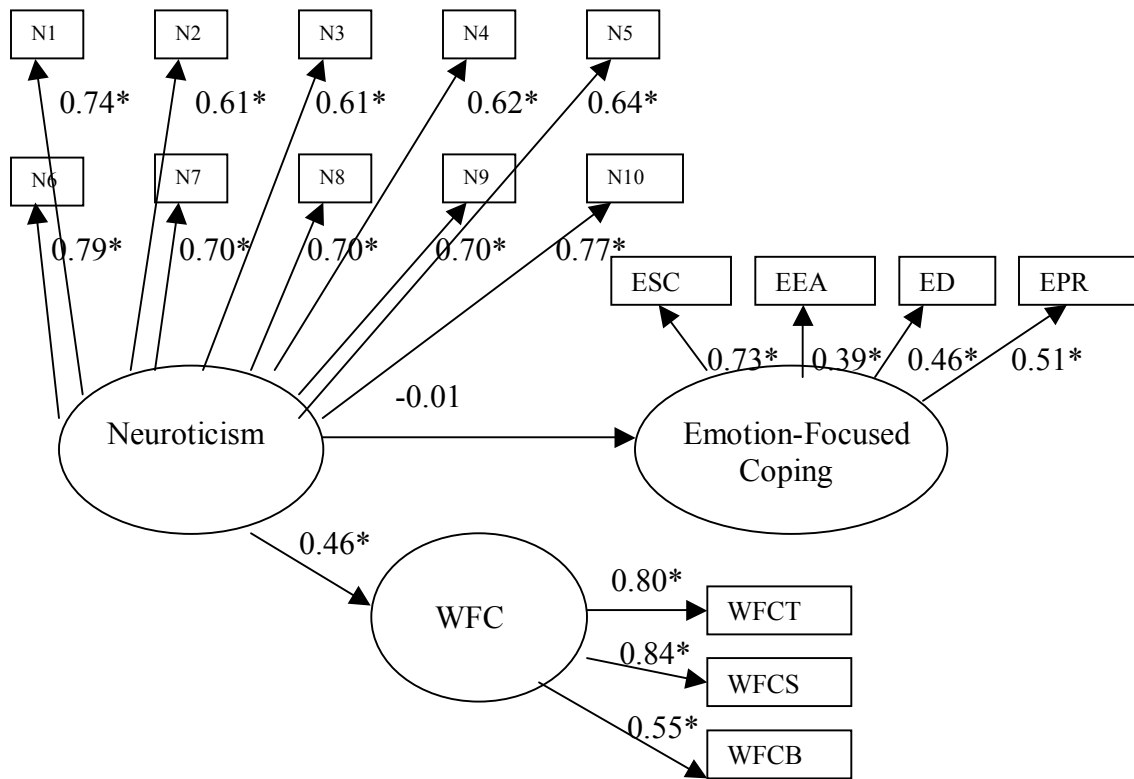 N1 N2 N3 N4 N5
0.74* 0.61* 0.61* 0.62* 0.64*
N6 N7 N8 N9 N10
0.79* 0.70* 0.70* 0.70* 0.77*
ESC EEA ED EPR
0.73* 0.39* 0.46* 0.51*
-0.01
Neuroticism Emotion-Focused
Coping
0.46*
0.80*
WFC WFCT
0.84*
WFCS
0.55*
WFCB